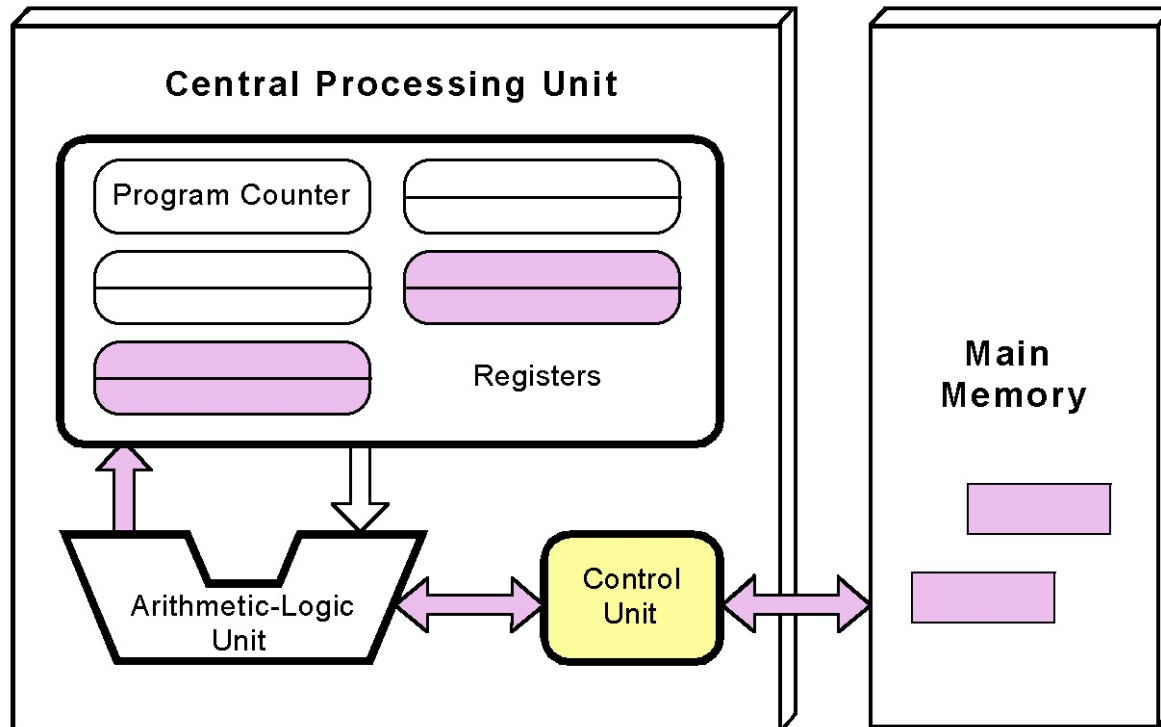 Central Processing Unit
Program Counter
Registers
Main
Memory
Arithmetic-Logic
Unit
Control
Unit